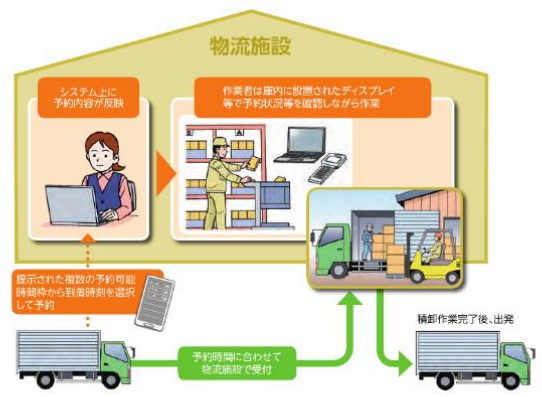 物流施設
システム上に
予約内容が反映
作業者は庫内に設置されたディスプレイ
等で予約状況等を確認しながら作業
B
A
提示された複数の予約可能
時間枠から到着時刻を選択
して予約
予約時間に合わせて
物流施設で受付
積卸作業完了後、出発